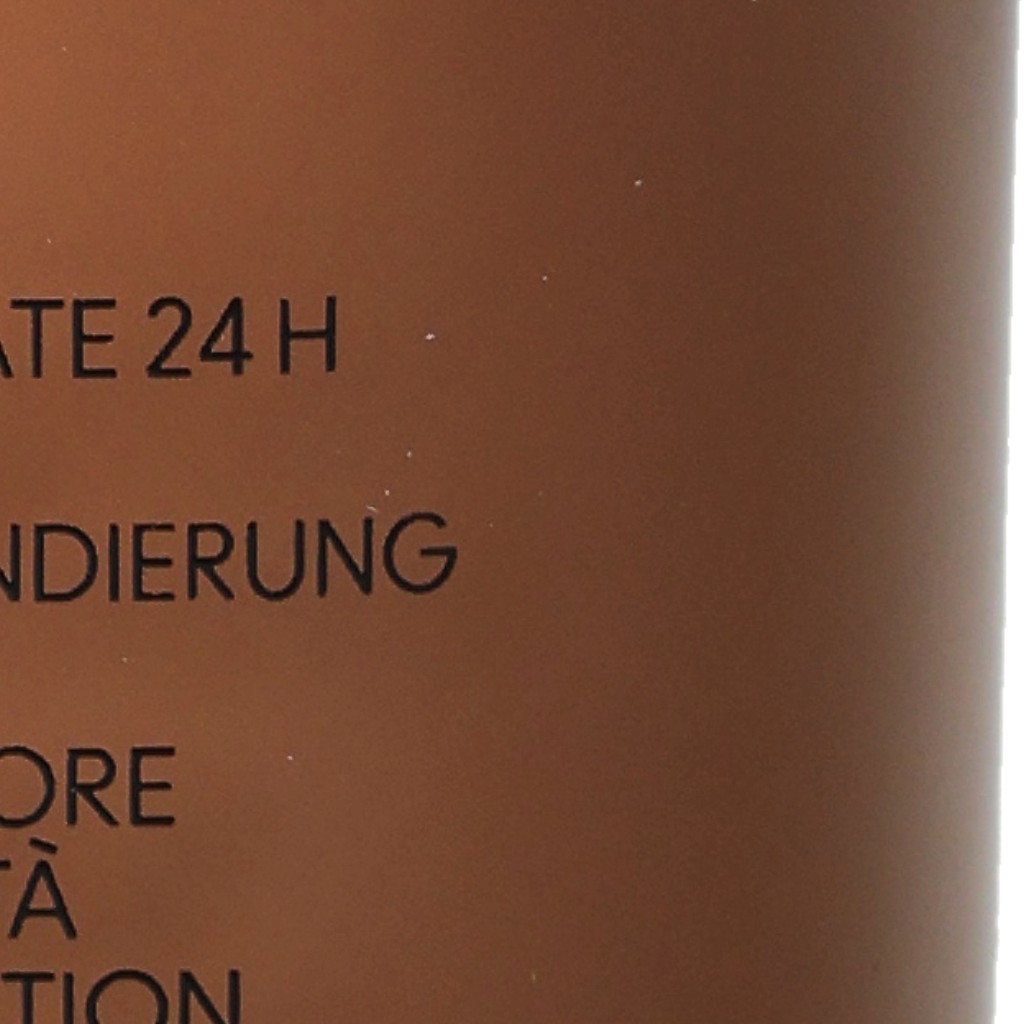 ATE 24 H
NDIERUNG
ORE
TÀ
TION